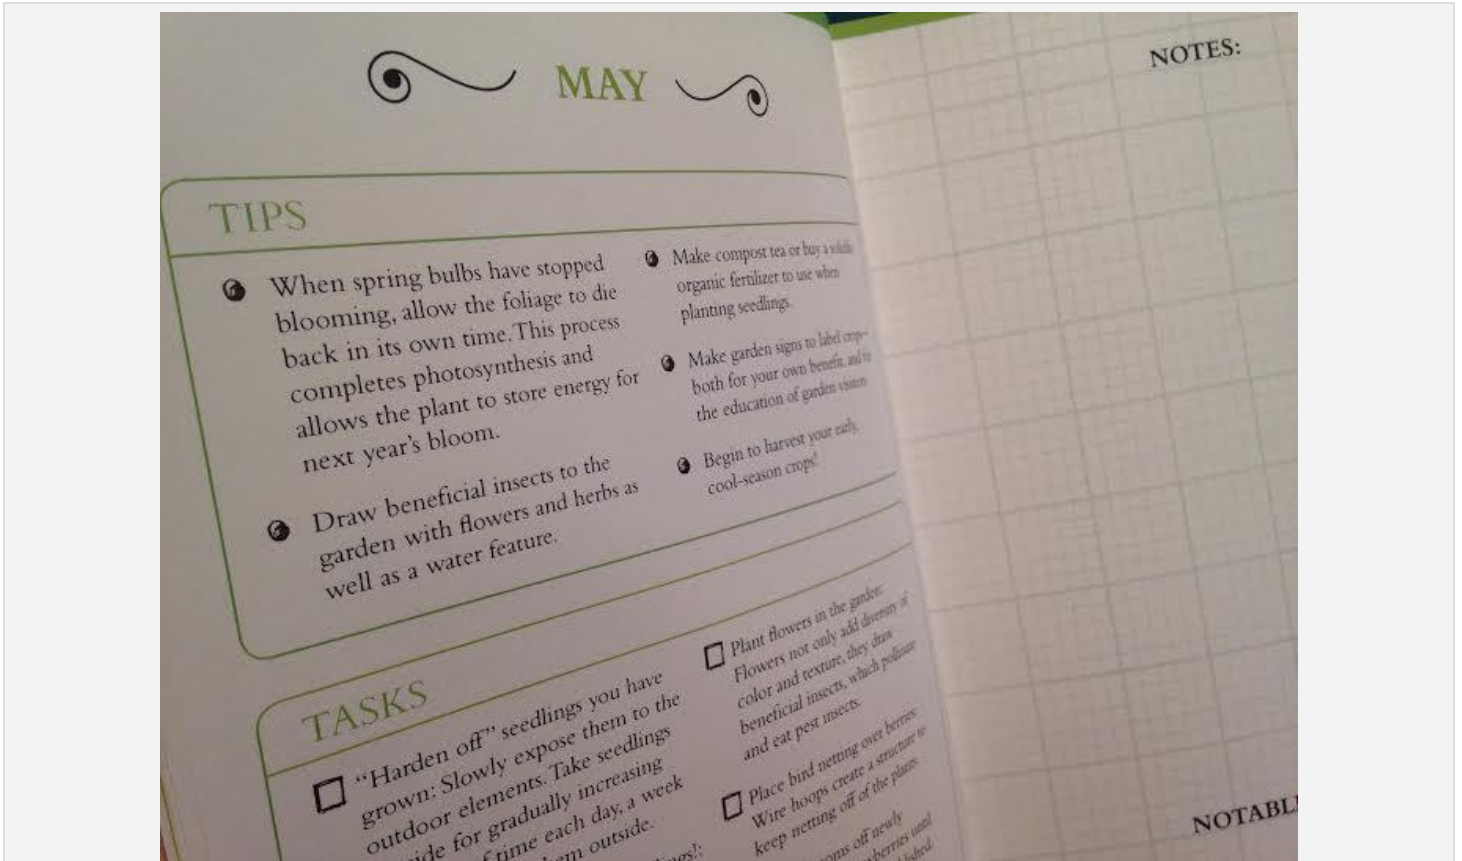 MAY
TIPS
When spring bulbs have stopped
blooming, allow the foliage to die
back in its own time. This process
completes photosynthesis and
allows the plant to store energy for
next year's bloom.
Draw beneficial insects to the
garden with flowers and herbs as
well as a water feature.
Make compost tea or buy a soluble
organic fertilizer to use when
planting seedlings.
Make garden signs to label crops—
both for your own benefit, and for
the education of garden visitors.
Begin to harvest your early,
cool-season crops!
TASKS
"Harden off" seedlings you have
grown: Slowly expose them to the
outdoor elements. Take seedlings
for gradually increasing
time each day, a week
outside.
Plant flowers in the garden:
Flowers not only add diversity of
color and texture, they draw
beneficial insects, which pollinate
and eat pest insects.
Place bird netting over berries:
Wire hoops create a structure to
keep netting off of the plants.
off newly
until
NOTES: